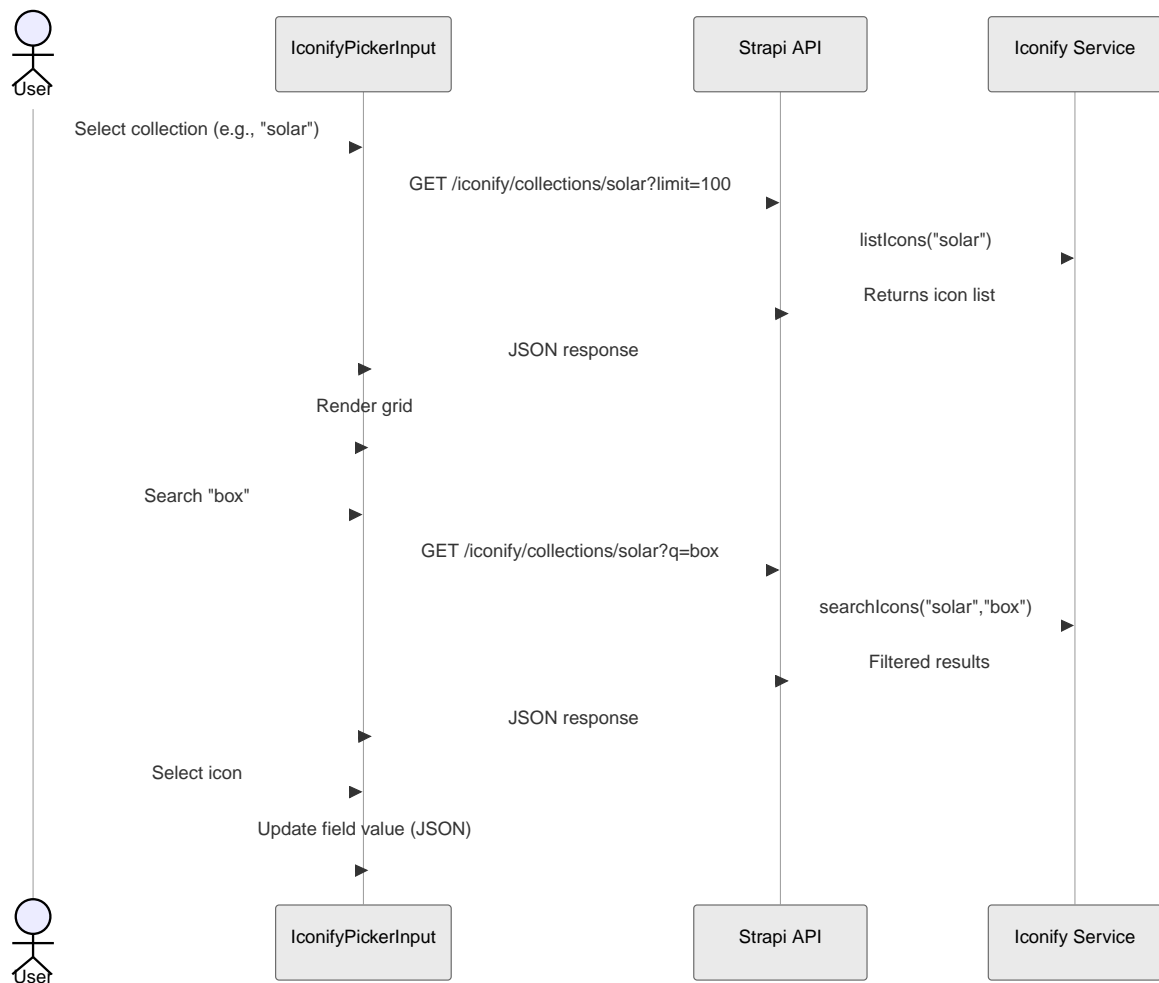 IconifyPickerInput
Strapi API
Iconify Service
User
Select collection (e.g., "solar")
GET /iconify/collections/solar?limit=100
listIcons("solar")
Returns icon list
JSON response
Render grid
Search "box"
GET /iconify/collections/solar?q=box
searchIcons("solar","box")
Filtered results
JSON response
Select icon
Update field value (JSON)
IconifyPickerInput
Strapi API
Iconify Service
User